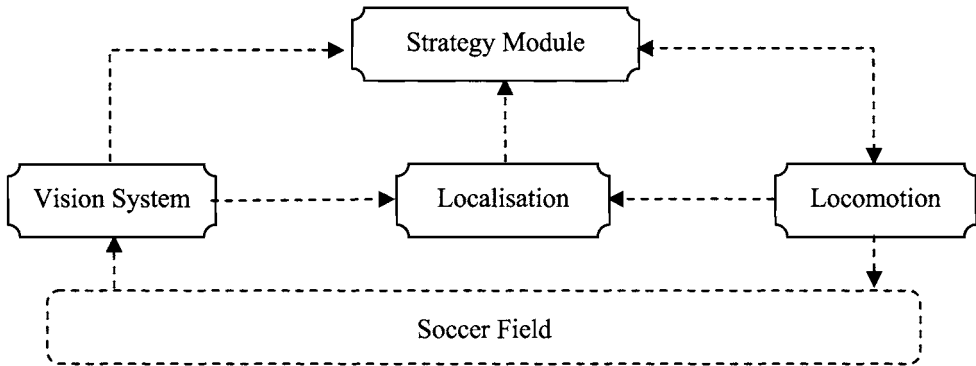 Strategy Module
Vision System
Localisation
Locomotion
Soccer Field